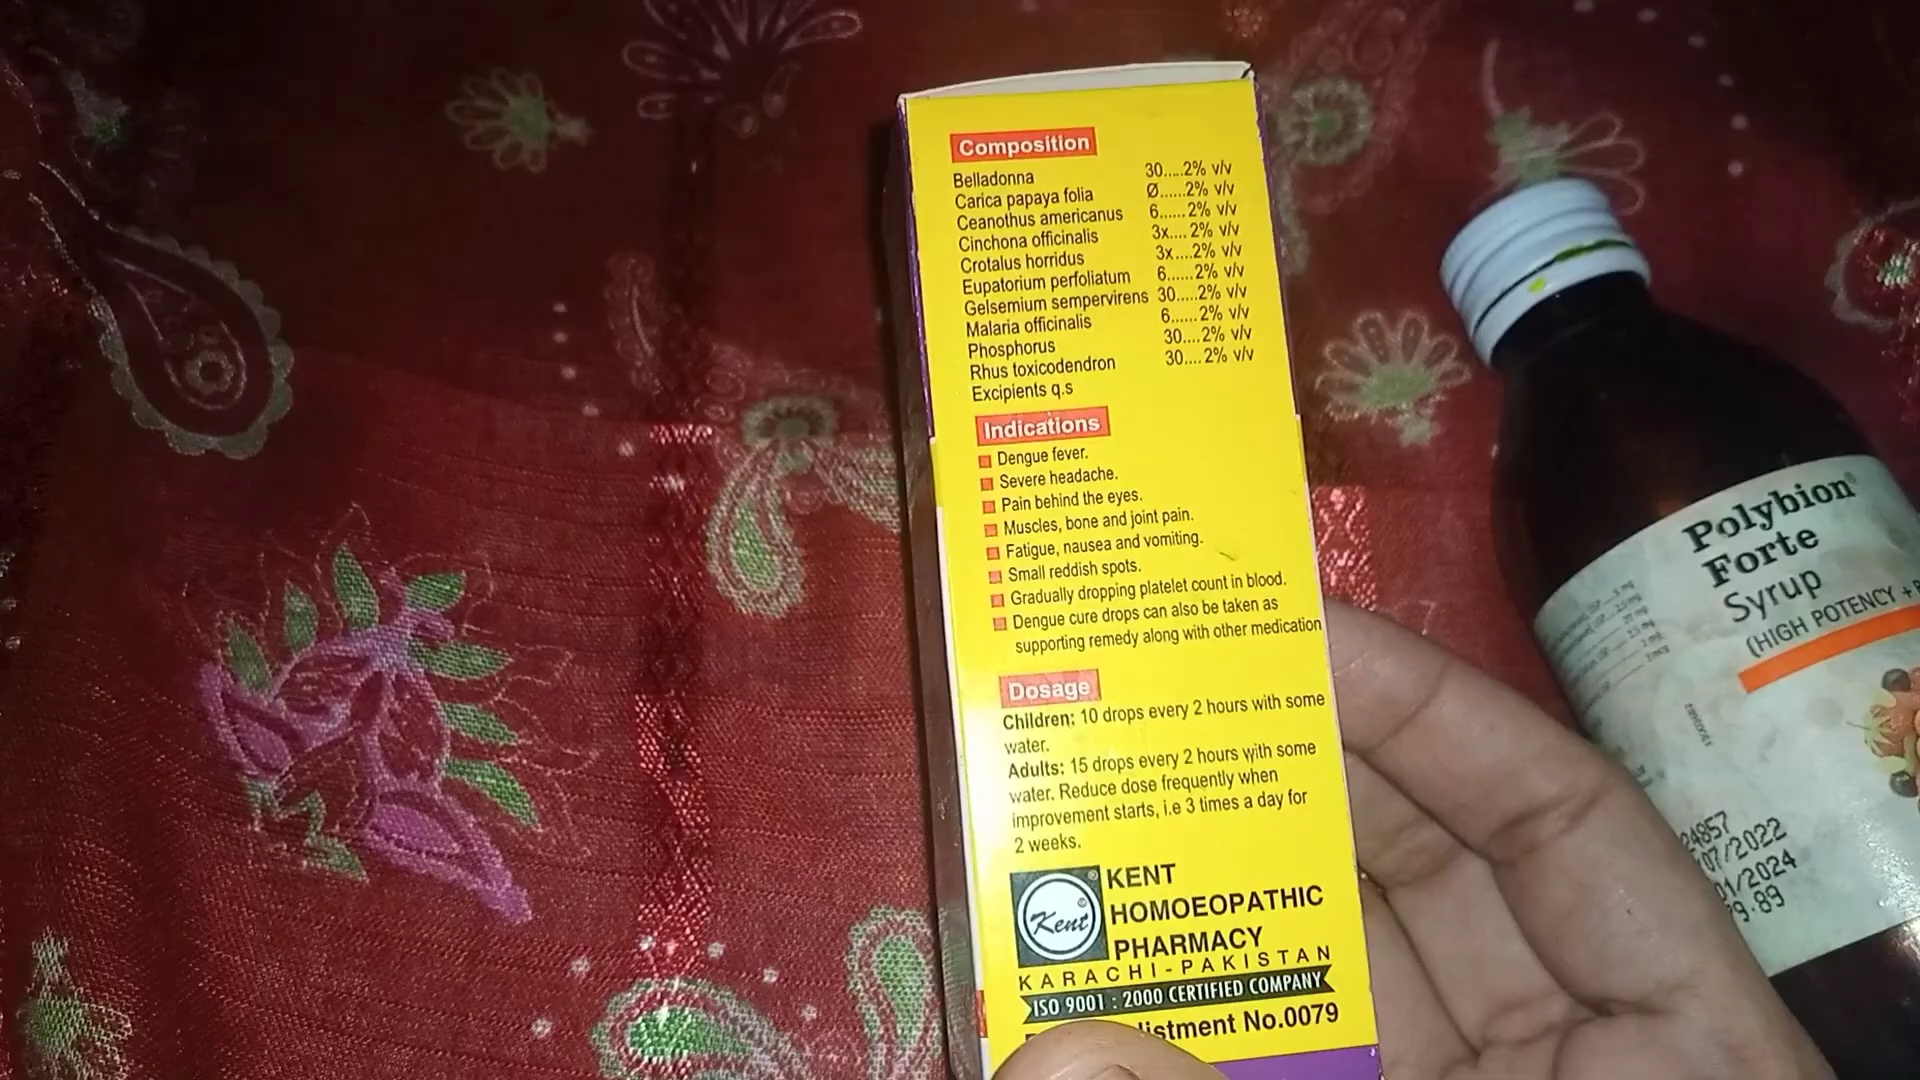 Composition
Belladonna 30.....2% v/v
Carica papaya folia Ø......2% v/v
Ceanothus americanus 6......2% v/v
Cinchona officinalis 3x....2% v/v
Crotalus horridus 3x....2% v/v
Eupatorium perfoliatum 6......2% v/v
Gelsemium sempervirens 30.....2% v/v
Malaria officinalis 6......2% v/v
Phosphorus 30....2% v/v
Rhus toxicodendron 30....2% v/v
Excipients q.s
Indications
Dengue fever.
Severe headache.
Pain behind the eyes.
Muscles, bone and joint pain.
Fatigue, nausea and vomiting.
Small reddish spots.
Gradually dropping platelet count in blood.
Dengue cure drops can also be taken as
supporting remedy along with other medication
Dosage
Children: 10 drops every 2 hours with some
water.
Adults: 15 drops every 2 hours with some
water. Reduce dose frequently when
improvement starts, i.e 3 times a day for
2 weeks.
Kent ©
®
KENT
HOMOEOPATHIC
PHARMACY
KARACHI-PAKISTAN
ISO 9001 : 2000 CERTIFIED COMPANY
listment No.0079
Polybion®
Forte
Syrup
(HIGH POTENCY +
24857
07/2022
01/2024
9.89